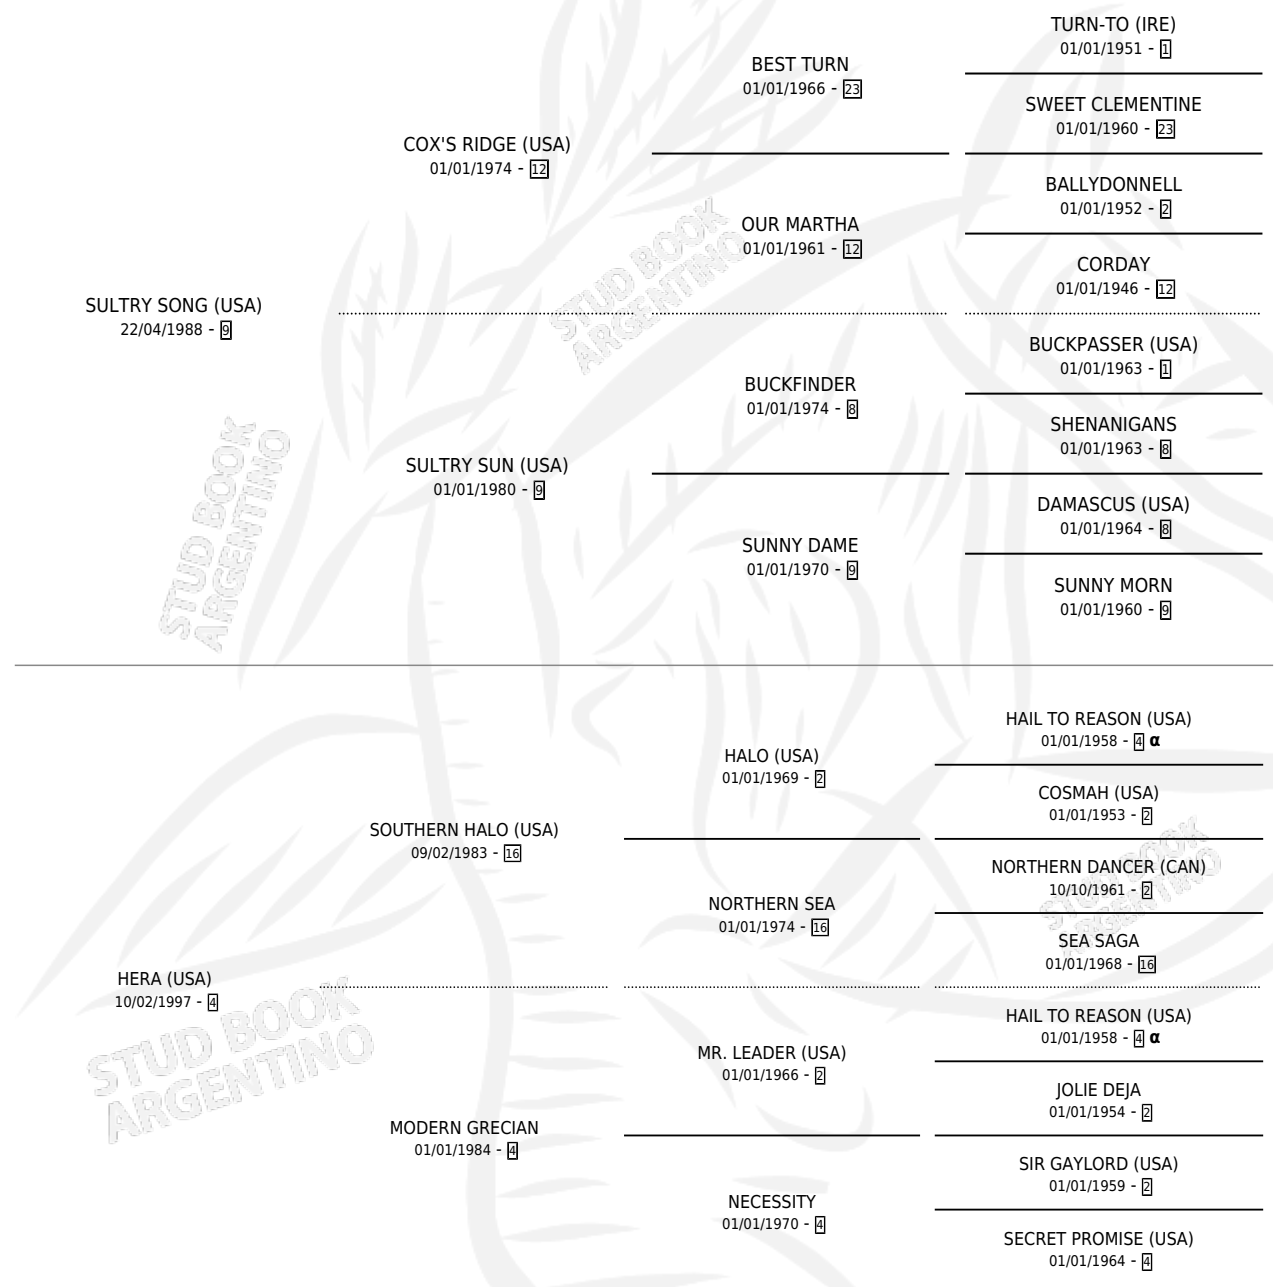 TURN-TO (IRE)
01/01/1951 - 1
BEST TURN
01/01/1966 - 23
SWEET CLEMENTINE
01/01/1960 - 23
COX'S RIDGE (USA)
01/01/1974 - 12
BALLYDONNELL
01/01/1952 - 2
OUR MARTHA
01/01/1961 - 12
CORDAY
01/01/1946 - 12
SULTRY SONG (USA)
22/04/1988 - 9
BUCKPASSER (USA)
01/01/1963 - 1
BUCKFINDER
01/01/1974 - 8
SHENANIGANS
01/01/1963 - 8
SULTRY SUN (USA)
01/01/1980 - 9
DAMASCUS (USA)
01/01/1964 - 8
SUNNY DAME
01/01/1970 - 9
SUNNY MORN
01/01/1960 - 9
HAIL TO REASON (USA)
01/01/1958 - 4 α
HALO (USA)
01/01/1969 - 2
COSMAH (USA)
01/01/1953 - 2
SOUTHERN HALO (USA)
09/02/1983 - 16
NORTHERN DANCER (CAN)
10/10/1961 - 2
NORTHERN SEA
01/01/1974 - 16
SEA SAGA
01/01/1968 - 16
HERA (USA)
10/02/1997 - 4
HAIL TO REASON (USA)
01/01/1958 - 4 α
MR. LEADER (USA)
01/01/1966 - 2
JOLIE DEJA
01/01/1954 - 2
MODERN GRECIAN
01/01/1984 - 4
SIR GAYLORD (USA)
01/01/1959 - 2
NECESSITY
01/01/1970 - 4
SECRET PROMISE (USA)
01/01/1964 - 4
STUD BOOK
ARGENTINO
STUD BOOK
ARGENTINO
STUD BOOK
ARGENTINO
STUD BOOK
ARGENTINO